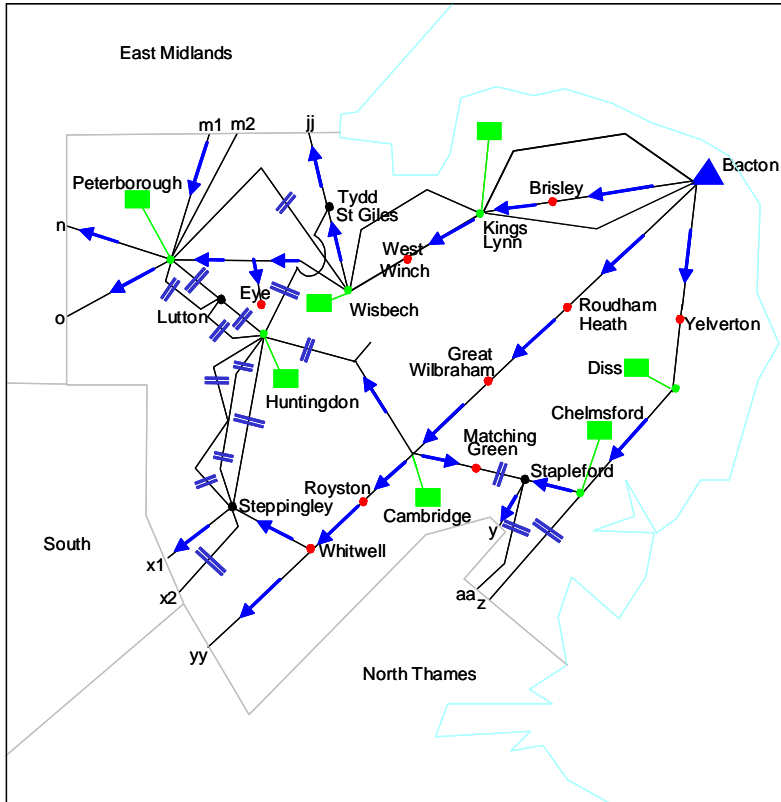 East Midlands
m1
m2
jj
Bacton
Peterborough
Brisley
Tydd
St Giles
n
Kings
Lynn
West
Winch
Eye
Wisbech
Roudham
Heath
Yelverton
Lutton
o
Great
Wilbraham
Diss
Huntingdon
Chelmsford
Matching
Green
Stapleford
Royston
Cambridge
Steppingley
y
South
Whitwell
x1
x2
aa
z
yy
North Thames